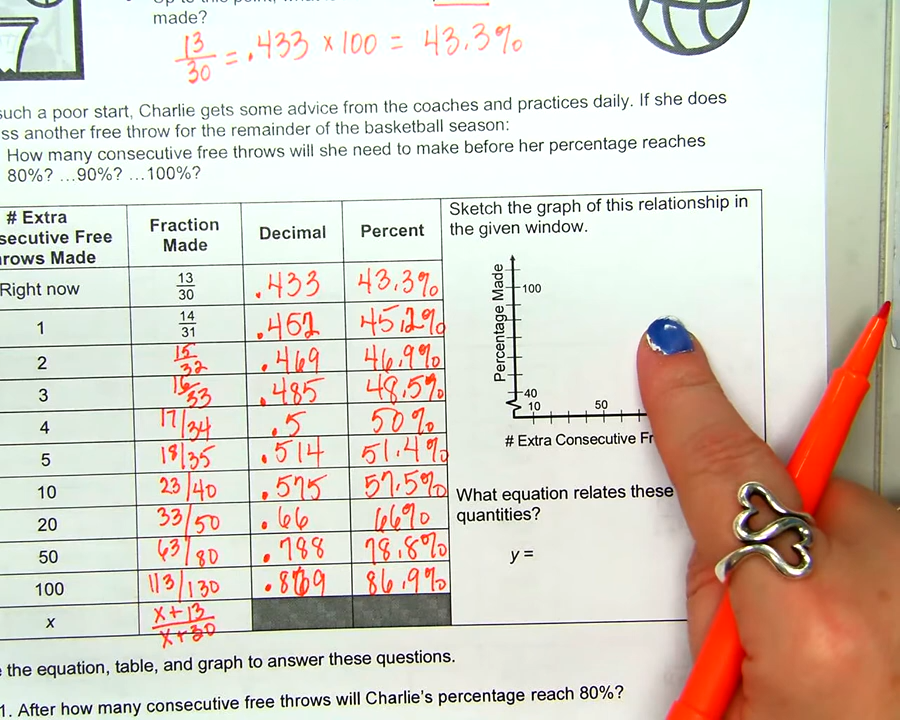 made?
13/30 = .433 × 100 = 43.3%
such a poor start, Charlie gets some advice from the coaches and practices daily. If she does
ss another free throw for the remainder of the basketball season:
How many consecutive free throws will she need to make before her percentage reaches
80%? …90%? …100%?
# Extra
secutive Free
rows Made
Fraction
Made
Decimal
Percent
Right now 13/30 .433 43.3%
1 14/31 .452 45.2%
2 15/32 .469 46.9%
3 16/33 .485 48.5%
4 17/34 .5 50%
5 18/35 .514 51.4%
10 23/40 .575 57.5%
20 33/50 .66 66%
50 63/80 .788 78.8%
100 113/130 .869 86.9%
x x+13/x+30
Sketch the graph of this relationship in
the given window.
Percentage Made
100
40
10 50
# Extra Consecutive Fr
What equation relates these
quantities?
y =
the equation, table, and graph to answer these questions.
1. After how many consecutive free throws will Charlie's percentage reach 80%?